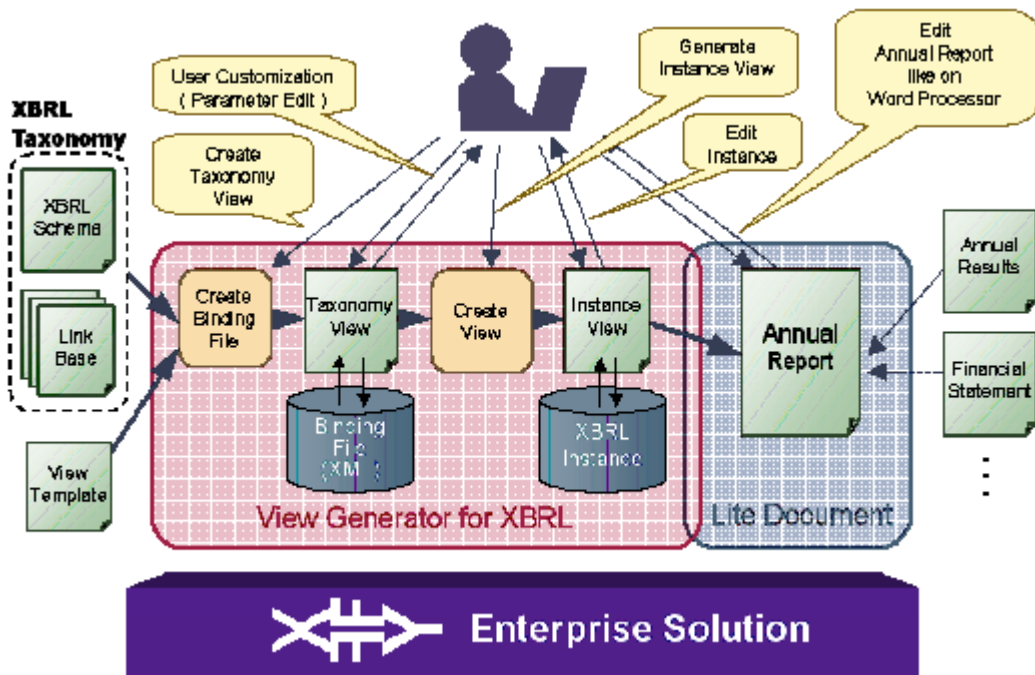 User Customization
( Parameter Edit )
Generate
Instance View
Edit
Annual Report
like on
Word Processor
XBRL
Taxonomy
Create
Taxonomy
View
Edit
Instance
XBRL
Schema
Link
Base
View
Template
Create
Binding
File
Taxonomy
View
Create
View
Instance
View
Annual
Report
Annual
Results
Financial
Statement
Binding
File
XBRL
Instance
View Generator for XBRL
Lite Document
Enterprise Solution